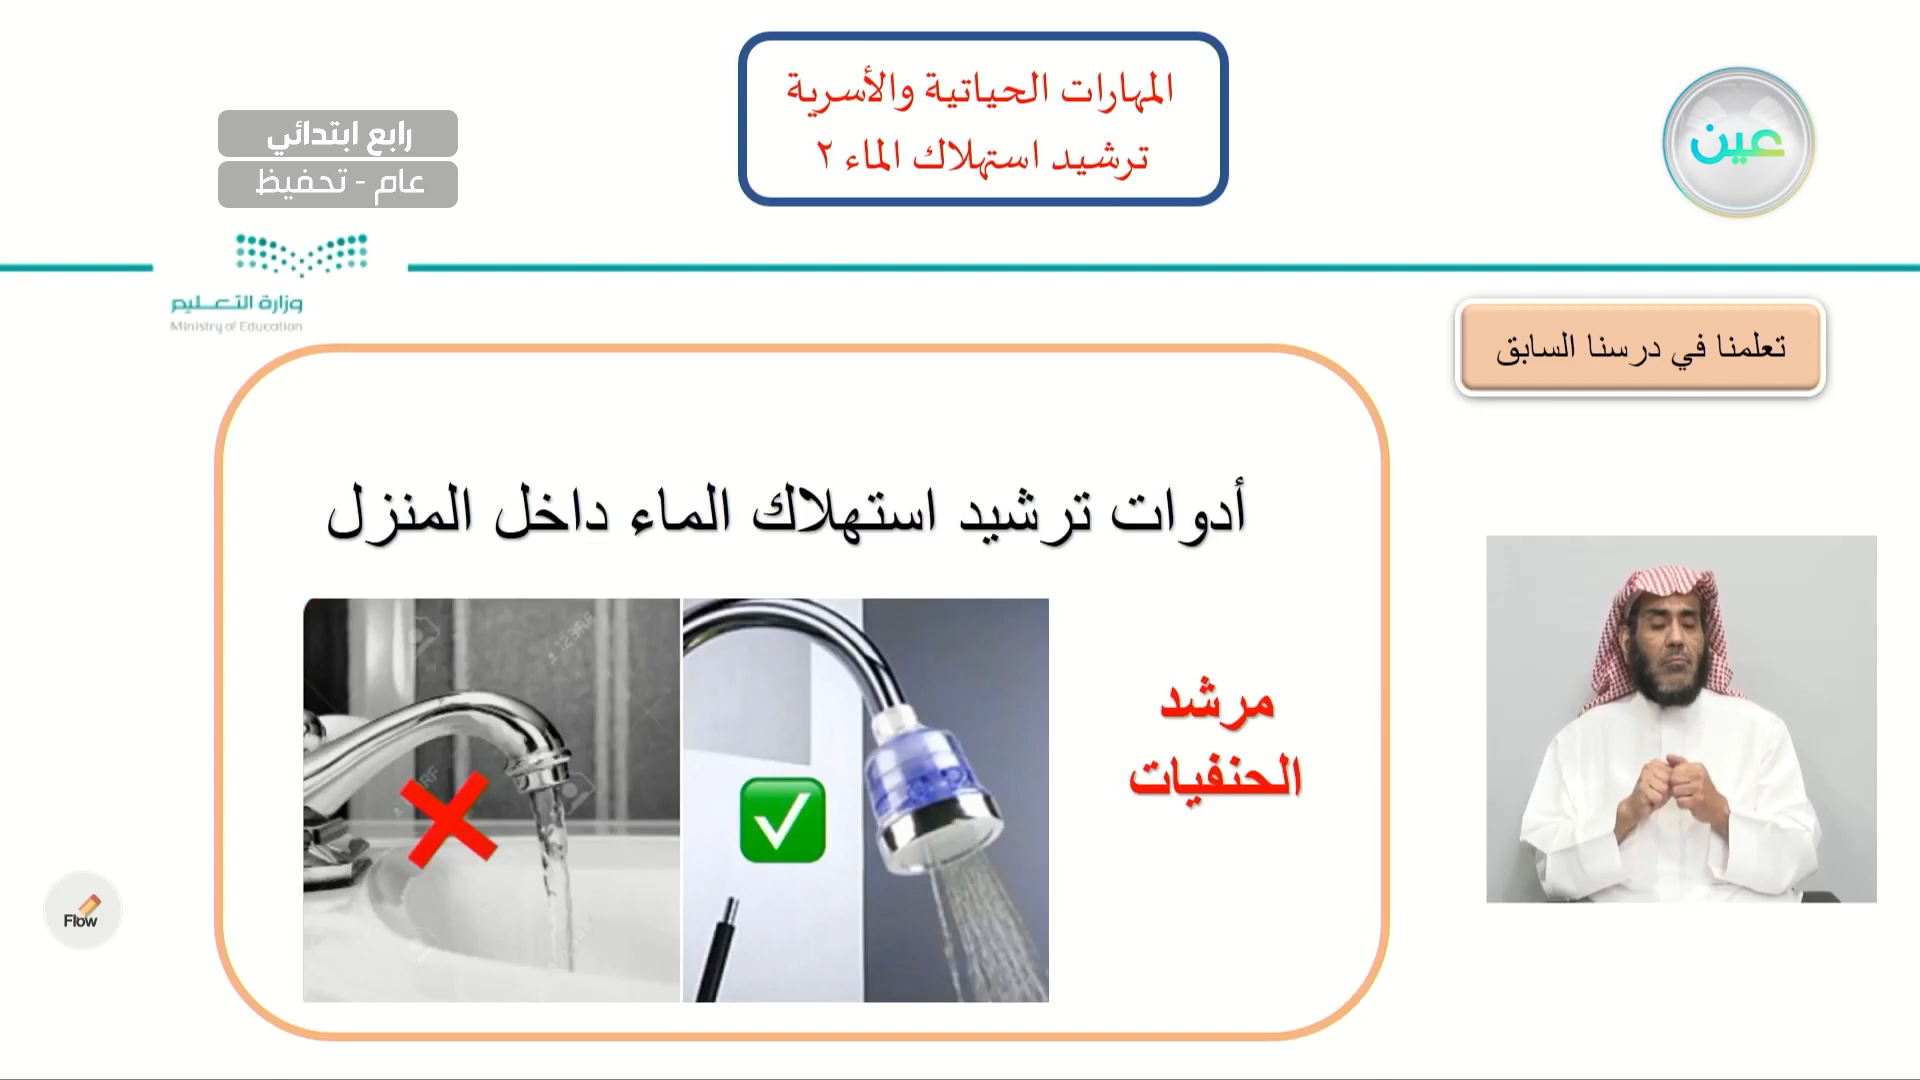 المهارات الحياتية والأسرية
ترشيد استهلاك الماء ٢
عين
رابع ابتدائي
عام - تحفيظ
وزارة التعليم
Ministry of Education
تعلمنا في درسنا السابق
أدوات ترشيد استهلاك الماء داخل المنزل
مرشد
الحنفيات
123RF
Flow